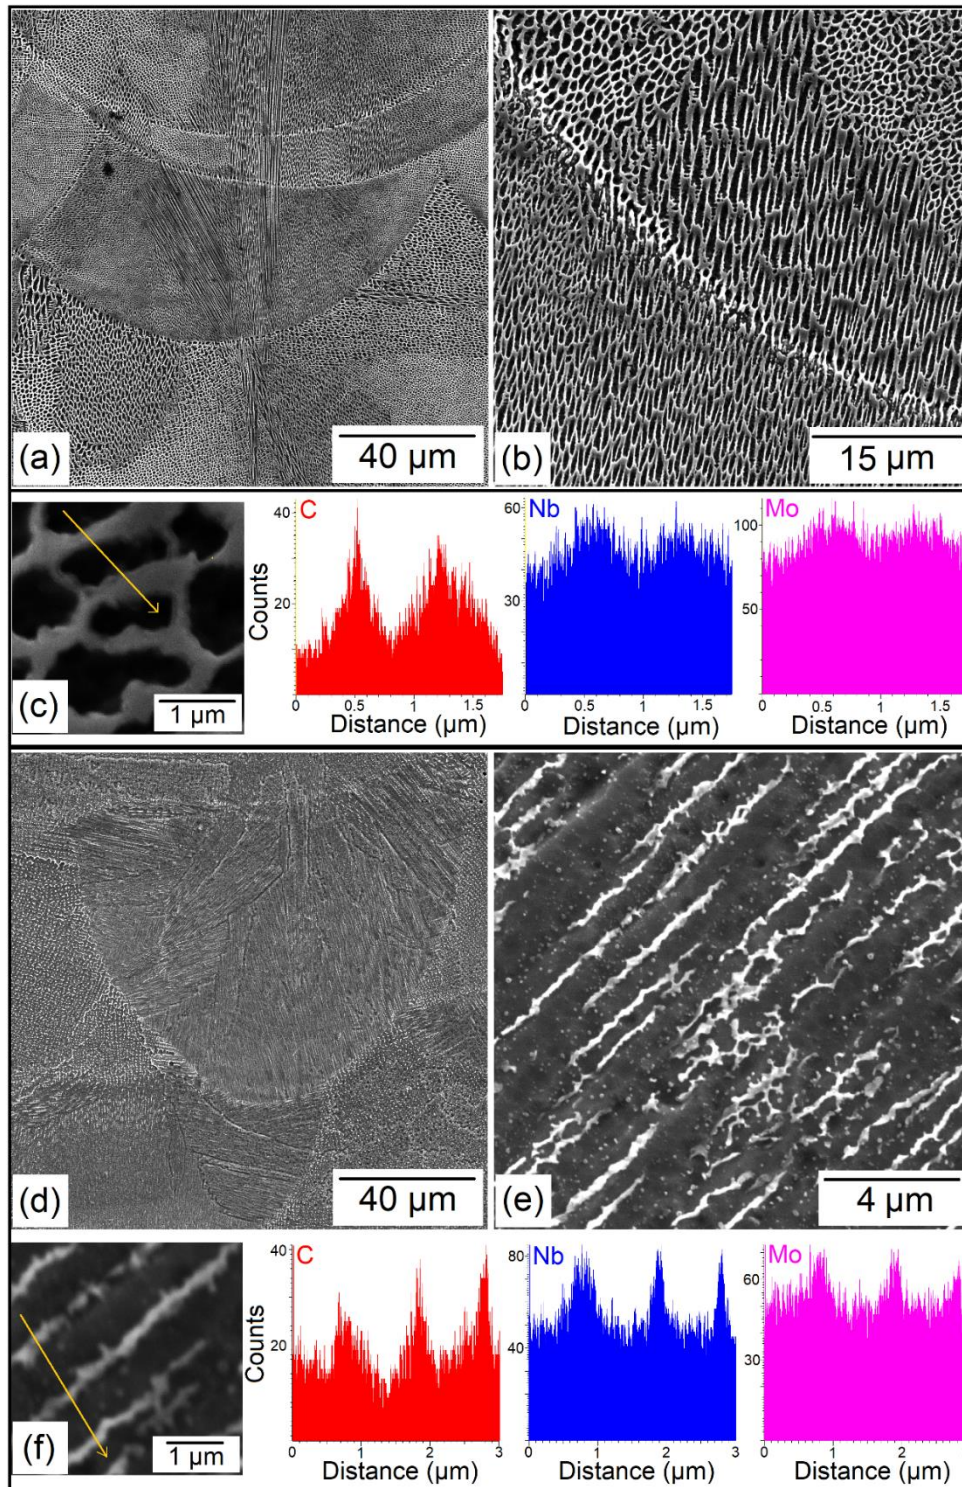 (a)
40 µm
(b)
15 µm
(c)
1 µm
C
Counts
40
20
0 0.5 1 1.5
Distance (µm)
Nb
60
30
0 0.5 1 1.5
Distance (µm)
Mo
100
50
0 0.5 1 1.5
Distance (µm)
(d)
40 µm
(e)
4 µm
(f)
1 µm
C
Counts
40
20
0 1 2 3
Distance (µm)
Nb
80
40
0 1 2 3
Distance (µm)
Mo
60
30
0 1 2
Distance (µm)